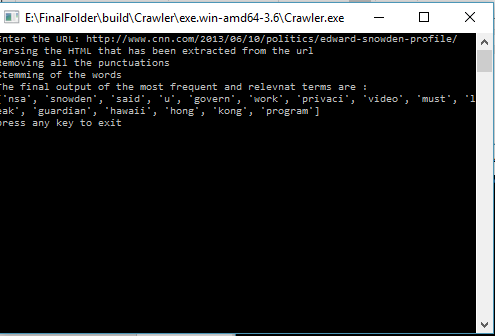 E:\FinalFolder\build\Crawler\exe.win-amd64-3.6\Crawler.exe
Enter the URL: http://www.cnn.com/2013/06/10/politics/edward-snowden-profile/
Parsing the HTML that has been extracted from the url
Removing all the punctuations
Stemming of the words
The final output of the most frequent and relevnat terms are :
['nsa', 'snowden', 'said', 'u', 'govern', 'work', 'privaci', 'video', 'must', 'l
eak', 'guardian', 'hawaii', 'hong', 'kong', 'program']
press any key to exit